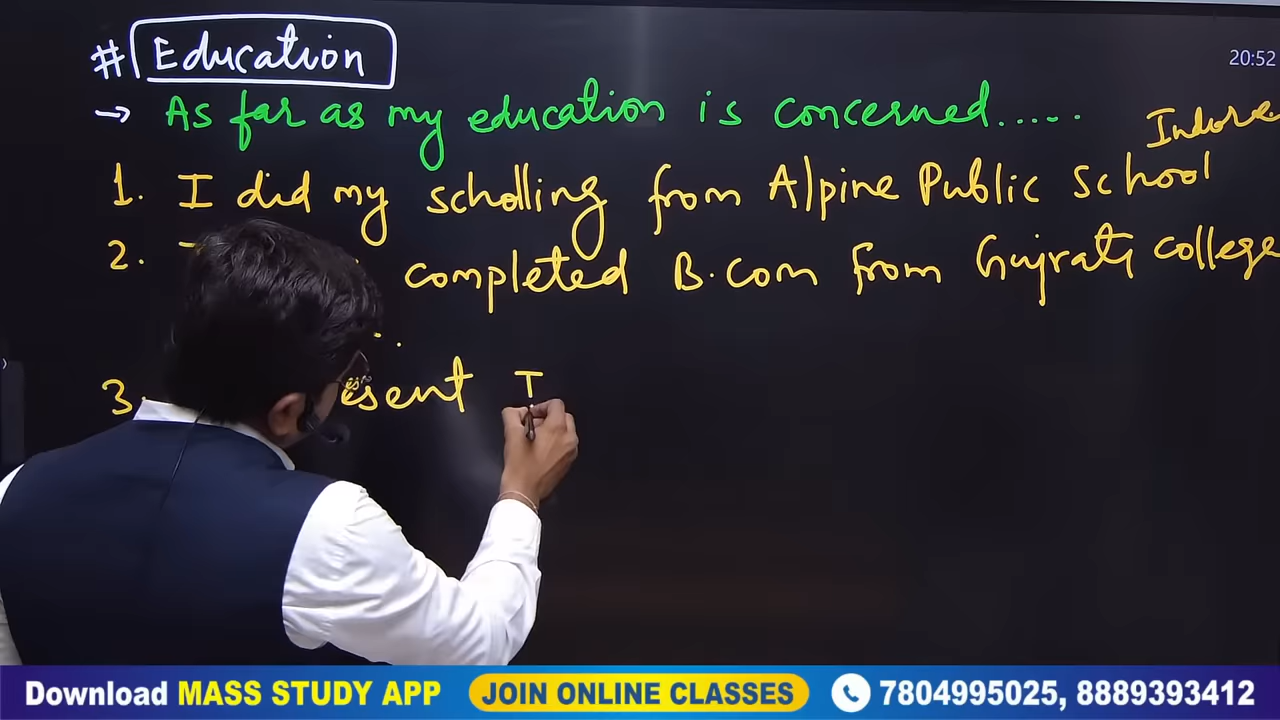 # Education
20:52
→ As far as my education is concerned.....
Indore
1. I did my scholling from Alpine Public School
2. completed B.Com from Gujrati college
3. esent I
Download MASS STUDY APP JOIN ONLINE CLASSES 7804995025, 8889393412